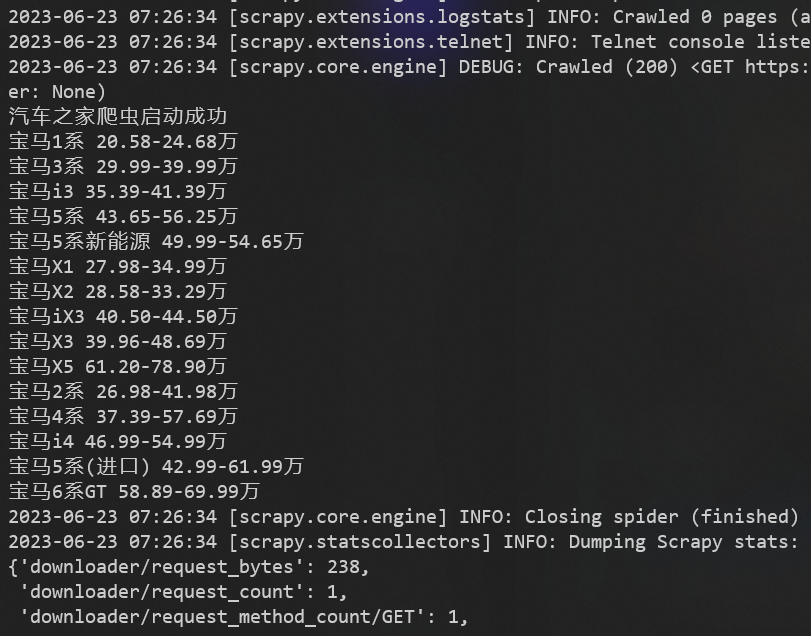 2023-06-23 07:26:34 [scrapy.extensions.logstats] INFO: Crawled 0 pages (a
2023-06-23 07:26:34 [scrapy.extensions.telnet] INFO: Telnet console liste
2023-06-23 07:26:34 [scrapy.core.engine] DEBUG: Crawled (200) <GET https:
er: None)
汽车之家爬虫启动成功
宝马1系 20.58-24.68万
宝马3系 29.99-39.99万
宝马i3 35.39-41.39万
宝马5系 43.65-56.25万
宝马5系新能源 49.99-54.65万
宝马X1 27.98-34.99万
宝马X2 28.58-33.29万
宝马iX3 40.50-44.50万
宝马X3 39.96-48.69万
宝马X5 61.20-78.90万
宝马2系 26.98-41.98万
宝马4系 37.39-57.69万
宝马i4 46.99-54.99万
宝马5系(进口) 42.99-61.99万
宝马6系GT 58.89-69.99万
2023-06-23 07:26:34 [scrapy.core.engine] INFO: Closing spider (finished)
2023-06-23 07:26:34 [scrapy.statscollectors] INFO: Dumping Scrapy stats:
{'downloader/request_bytes': 238,
'downloader/request_count': 1,
'downloader/request_method_count/GET': 1,